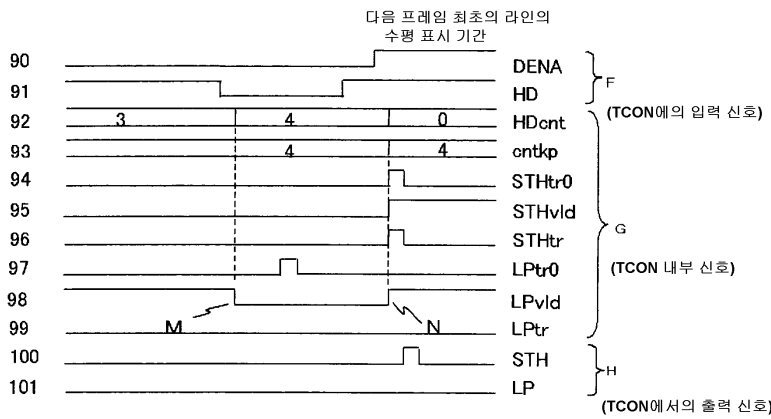 다음 프레임 최초의 라인의
수평 표시 기간
90 DENA
91 HD
F
(TCON에의 입력 신호)
92 3 4 0 HDcnt
93 4 4 cntkp
94 STHtr0
95 STHvld
96 STHtr
G
97 LPtr0
(TCON 내부 신호)
98 LPvld
99 M N LPtr
100 STH
H
101 LP
(TCON에서의 출력 신호)